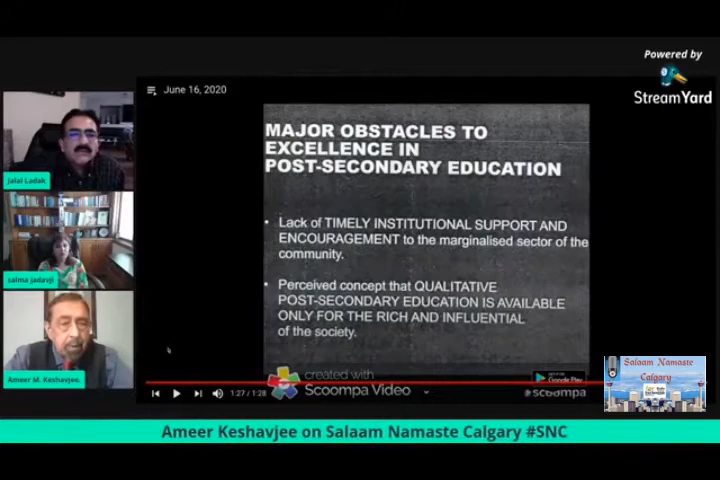 Powered by
StreamYard
June 16, 2020
MAJOR OBSTACLES TO
EXCELLENCE IN
POST-SECONDARY EDUCATION
• Lack of TIMELY INSTITUTIONAL SUPPORT AND
ENCOURAGEMENT to the marginalised sector of the
community.
• Perceived concept that QUALITATIVE
POST-SECONDARY EDUCATION IS AVAILABLE
ONLY FOR THE RICH AND INFLUENTIAL
of the society.
Jalal Ladak
salma jadavji
Ameer M. Keshavjee.
created with
Scoompa Video
Google Play
scoompa
1:27 / 1:28
Salaam Namaste
Calgary
Ameer Keshavjee on Salaam Namaste Calgary #SNC